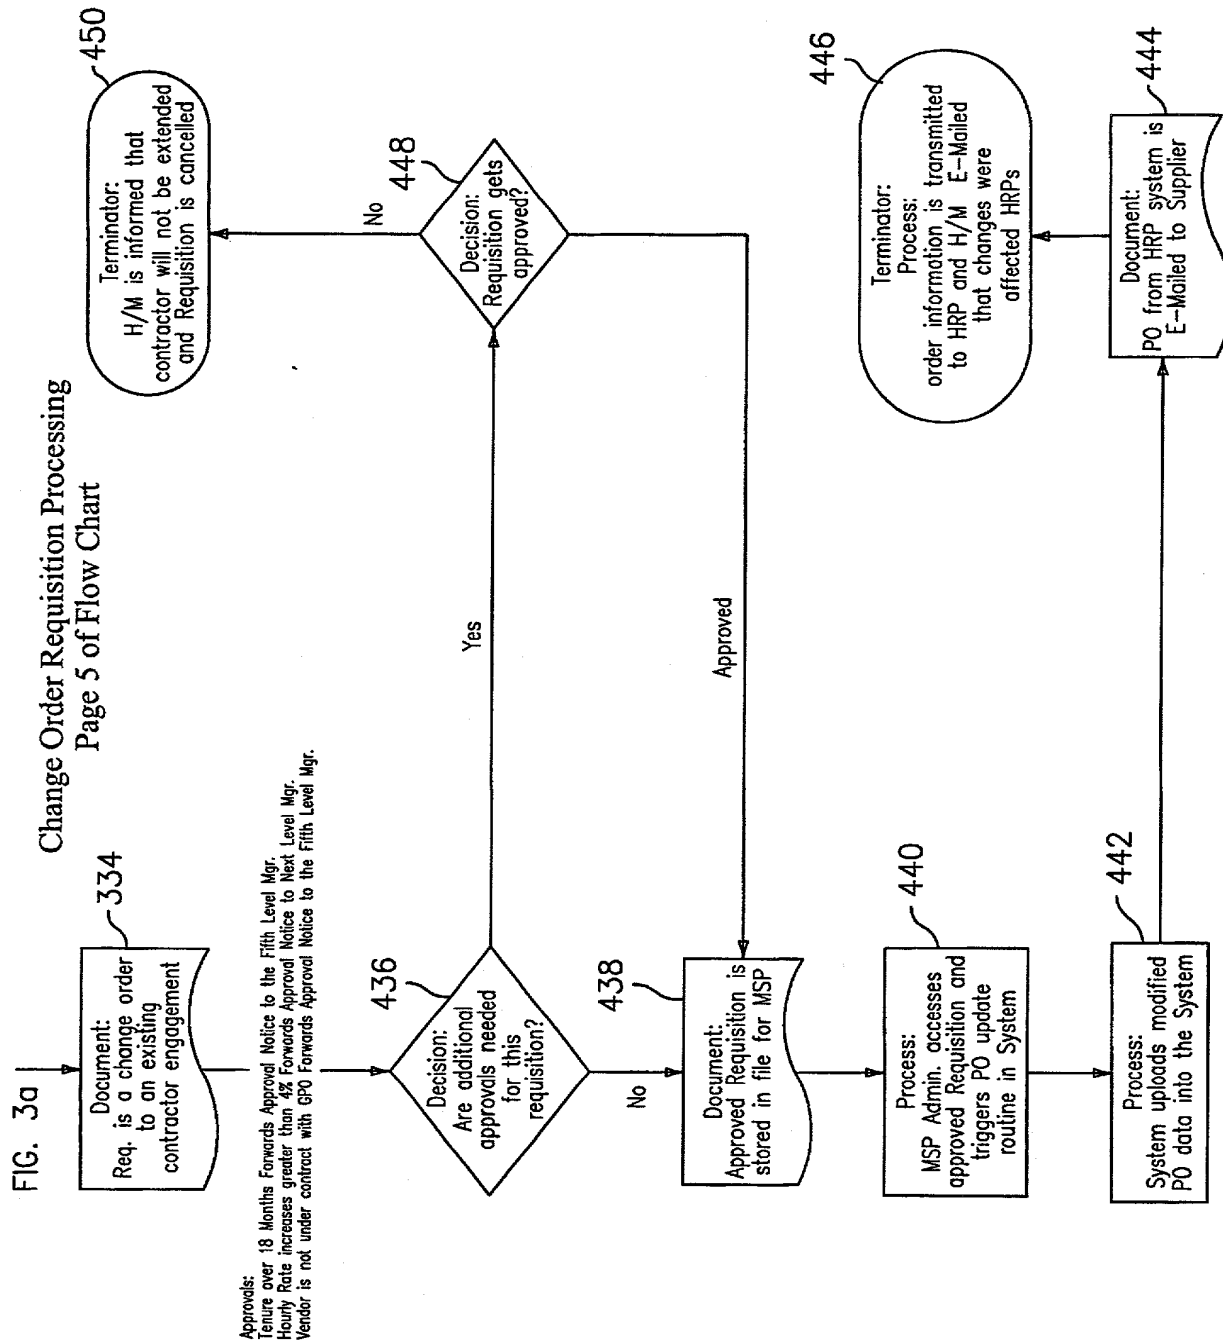 Change Order Requisition Processing
Page 5 of Flow Chart
FIG. 3a
334
Document:
Req. is a change order
to an existing
contractor engagement
Approvals:
Tenure over 18 Months Forwards Approval Notice to the Fifth Level Mgr.
Hourly Rate increases greater than 4% Forwards Approval Notice to Next Level Mgr.
Vendor is not under contract with GPO Forwards Approval Notice to the Fifth Level Mgr.
436
Decision:
Are additional
approvals needed
for this
requisition?
Yes
No
448
Decision:
Requisition gets
approved?
No
450
Terminator:
H/M is informed that
contractor will not be extended
and Requisition is cancelled
Approved
438
Document:
Approved Requisition is
stored in file for MSP
440
Process:
MSP Admin. accesses
approved Requisition and
triggers PO update
routine in System
442
Process:
System uploads modified
PO data into the System
444
Document:
PO from HRP system is
E-Mailed to Supplier
446
Terminator:
Process:
order information is transmitted
to HRP and H/M E-Mailed
that changes were
affected HRPs